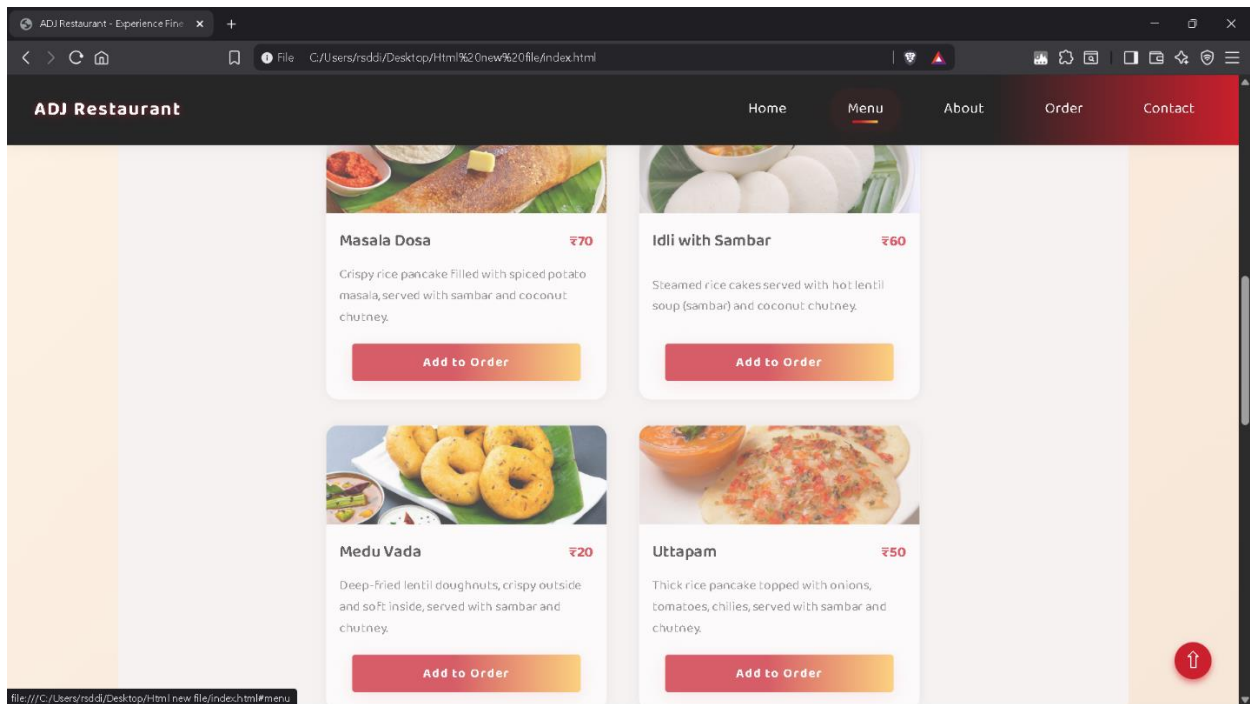 ADJ Restaurant - Experience Fine
File C:/Users/rsddi/Desktop/Html%20new%20file/index.html
ADJ Restaurant
Home Menu About Order Contact
Masala Dosa ₹70
Crispy rice pancake filled with spiced potato
masala, served with sambar and coconut
chutney.
Add to Order
Idli with Sambar ₹60
Steamed rice cakes served with hot lentil
soup (sambar) and coconut chutney.
Add to Order
Medu Vada ₹20
Deep-fried lentil doughnuts, crispy outside
and soft inside, served with sambar and
chutney.
Add to Order
Uttapam ₹50
Thick rice pancake topped with onions,
tomatoes, chilies, served with sambar and
chutney.
Add to Order
file:///C:/Users/rsddi/Desktop/Html new file/index.html#menu